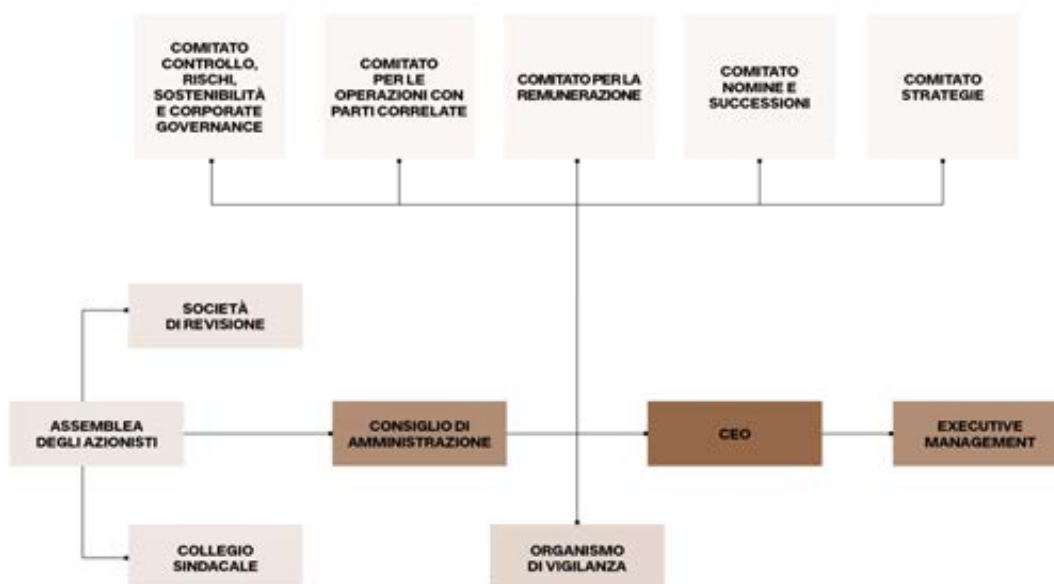 COMITATO
CONTROLLO,
RISCHI,
SOSTENIBILITÀ
E CORPORATE
GOVERNANCE
COMITATO
PER LE
OPERAZIONI CON
PARTI CORRELATE
COMITATO PER LA
REMUNERAZIONE
COMITATO
NOMINE E
SUCCESSIONI
COMITATO
STRATEGIE
SOCIETÀ
DI REVISIONE
ASSEMBLEA
DEGLI AZIONISTI
CONSIGLIO DI
AMMINISTRAZIONE
CEO
EXECUTIVE
MANAGEMENT
COLLEGIO
SINDACALE
ORGANISMO
DI VIGILANZA